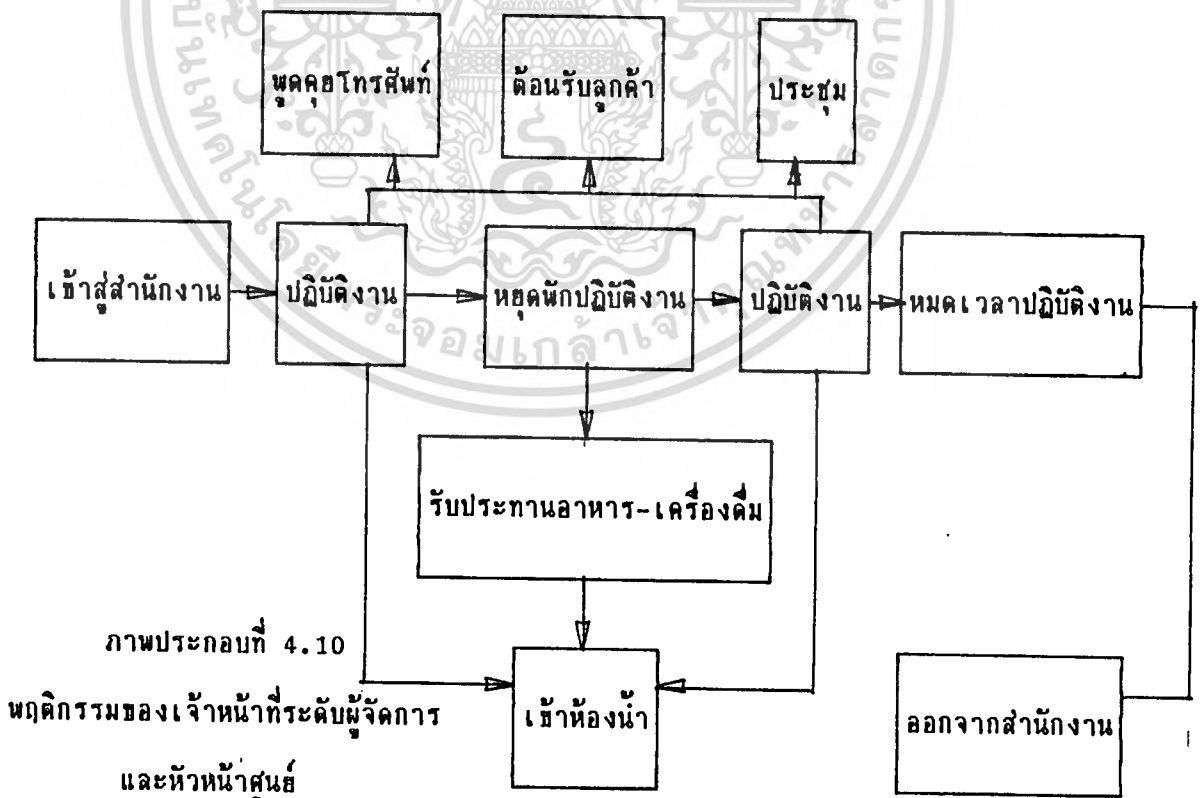 พูดคุยโทรศัพท์
ต้อนรับลูกค้า
ประชุม
เข้าสู่สำนักงาน
ปฏิบัติงาน
หยุดพักปฏิบัติงาน
ปฏิบัติงาน
หมดเวลาปฏิบัติงาน
รับประทานอาหาร-เครื่องดื่ม
เข้าห้องน้ำ
ออกจากสำนักงาน
ภาพประกอบที่ 4.10
พฤติกรรมของเจ้าหน้าที่ระดับผู้จัดการ
และหัวหน้าศูนย์